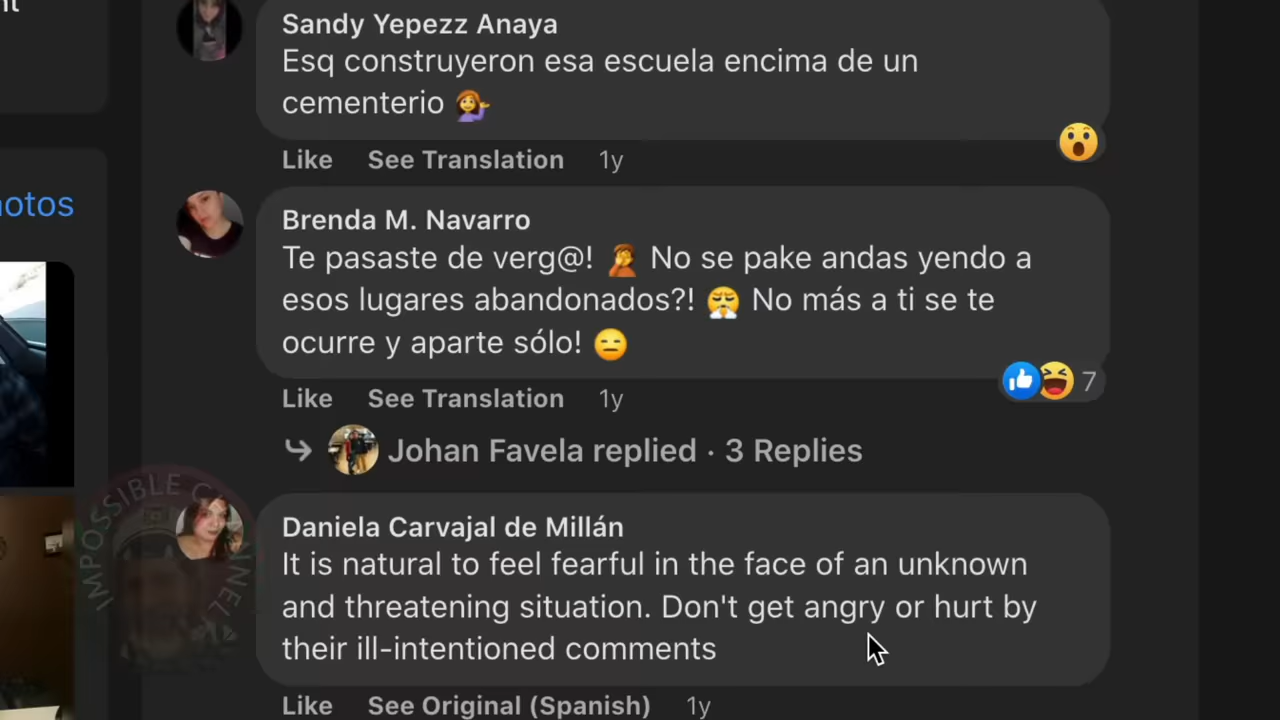 nt
Sandy Yepezz Anaya
Esq construyeron esa escuela encima de un
cementerio 💁‍♀️
Like See Translation 1y
Brenda M. Navarro
otos
Te pasaste de verg@! 🤦 No se pake andas yendo a
esos lugares abandonados?! 😤 No más a ti se te
ocurre y aparte sólo! 😑
7
Like See Translation 1y
Johan Favela replied · 3 Replies
IMPOSSIBLE CHANNEL
Daniela Carvajal de Millán
It is natural to feel fearful in the face of an unknown
and threatening situation. Don't get angry or hurt by
their ill-intentioned comments
Like See Original (Spanish) 1y